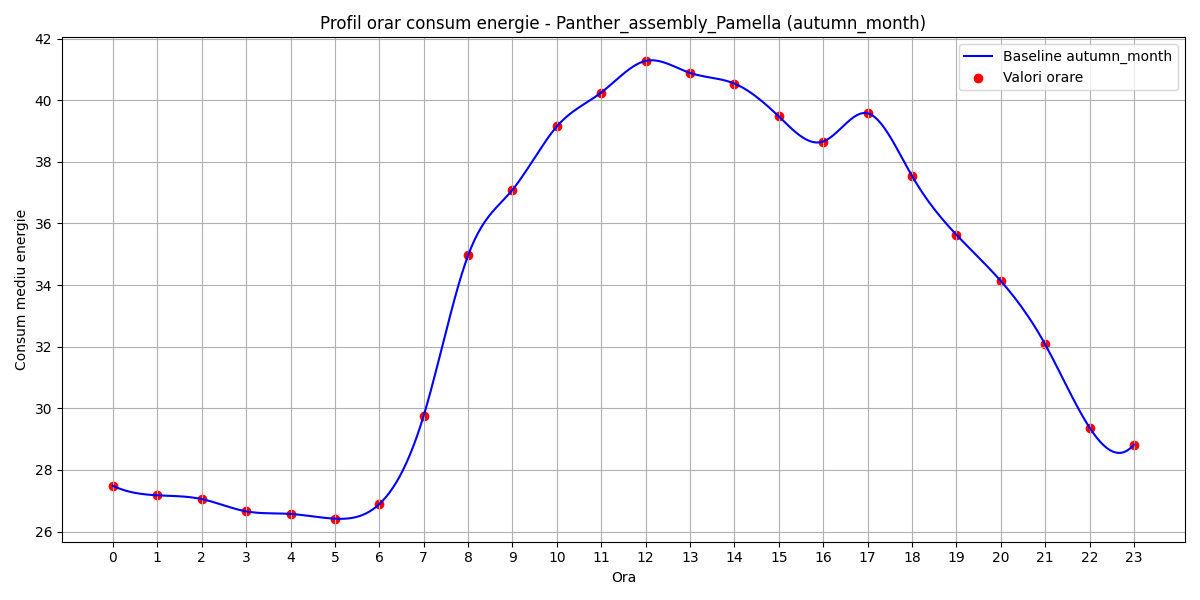 Profil orar consum energie - Panther_assembly_Pamella (autumn_month)
Baseline autumn_month
Valori orare
Consum mediu energie
42
40
38
36
34
32
30
28
26
0 1 2 3 4 5 6 7 8 9 10 11 12 13 14 15 16 17 18 19 20 21 22 23
Ora